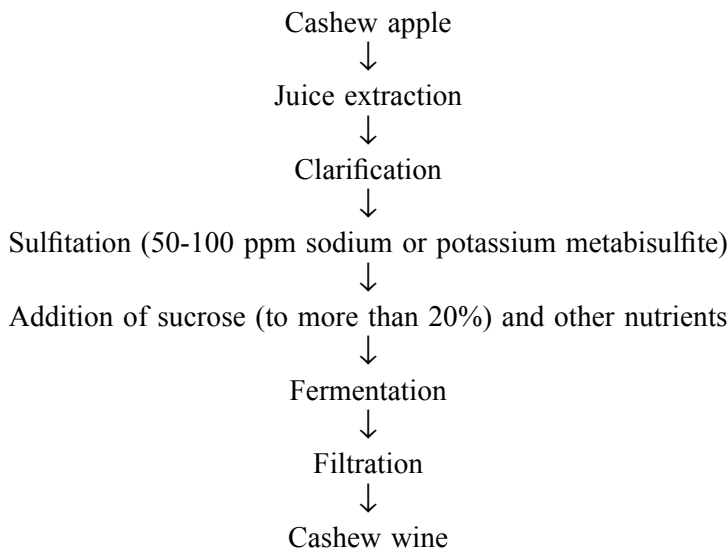 Cashew apple
↓
Juice extraction
↓
Clarification
↓
Sulfitation (50-100 ppm sodium or potassium metabisulfite)
↓
Addition of sucrose (to more than 20%) and other nutrients
↓
Fermentation
↓
Filtration
↓
Cashew wine